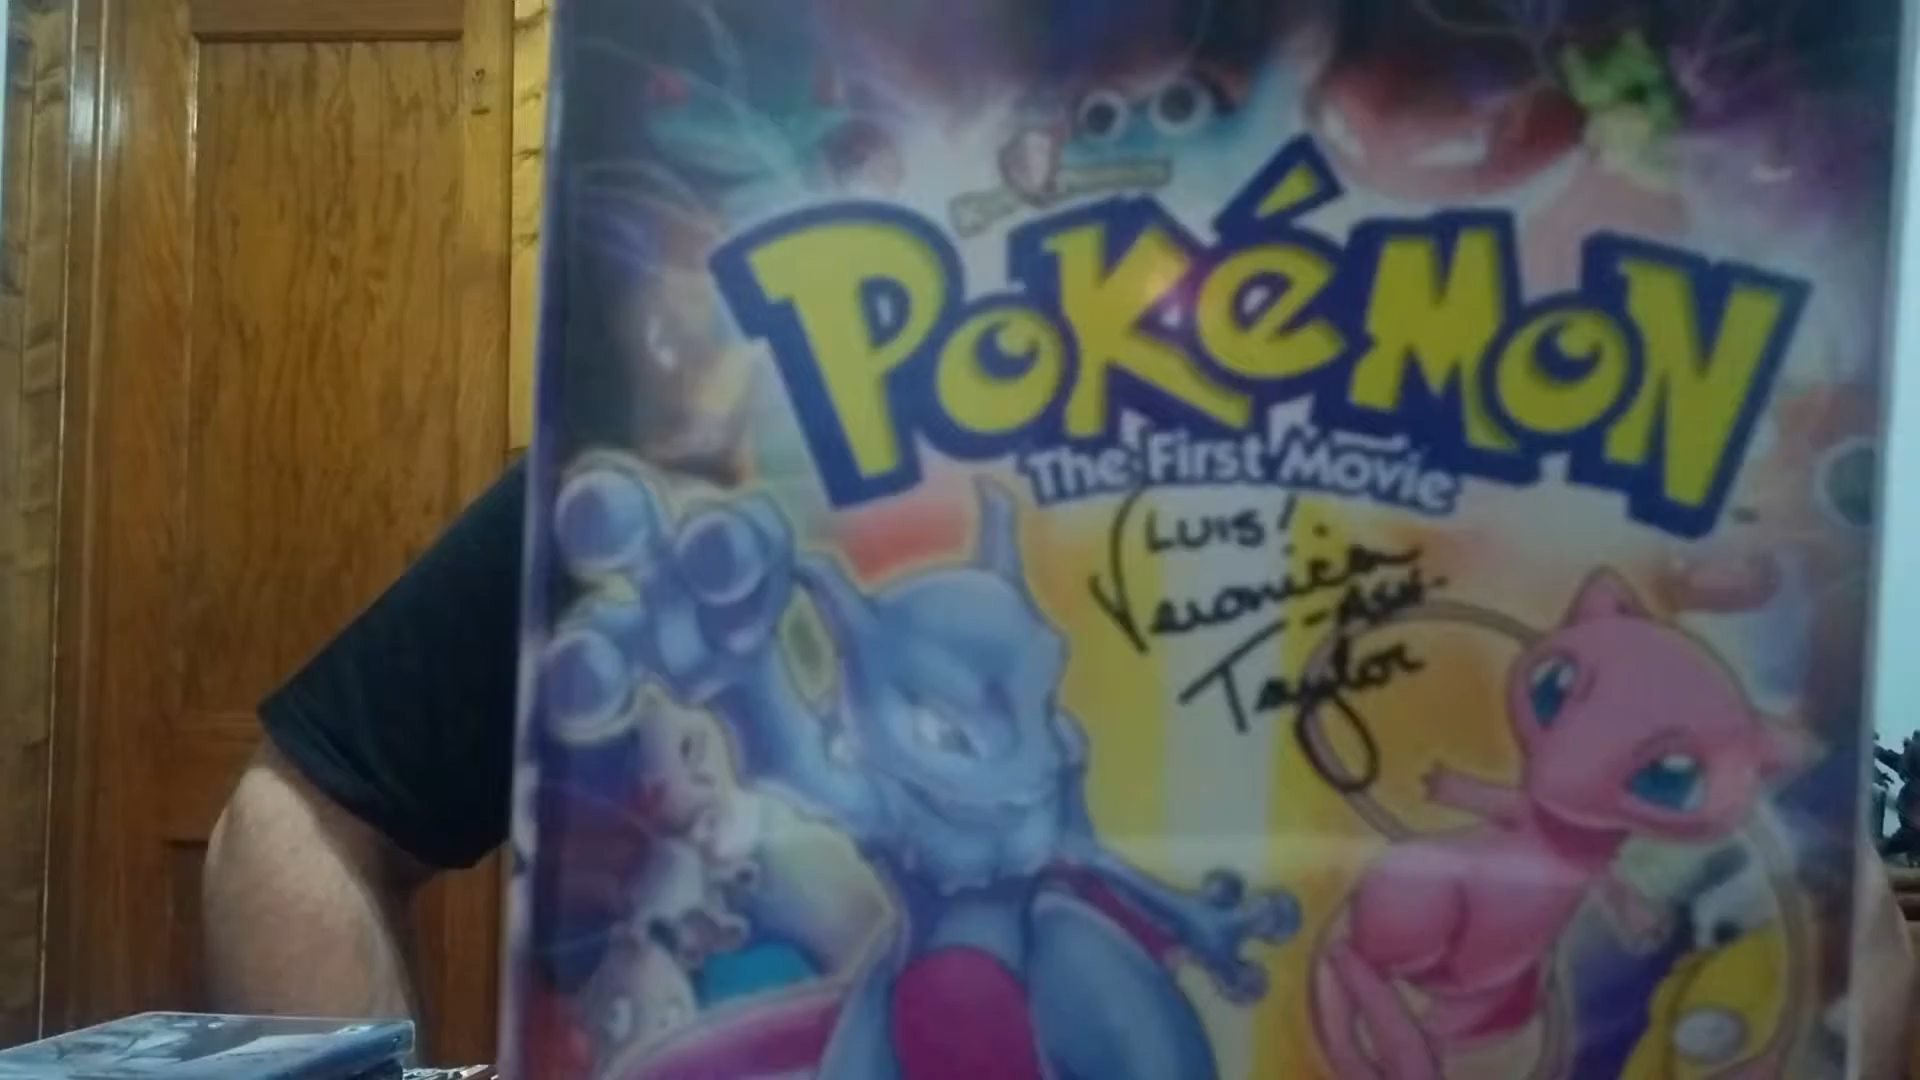 POKéMON
The First Movie
LUIS!
Veronica
-ASH-
Taylor